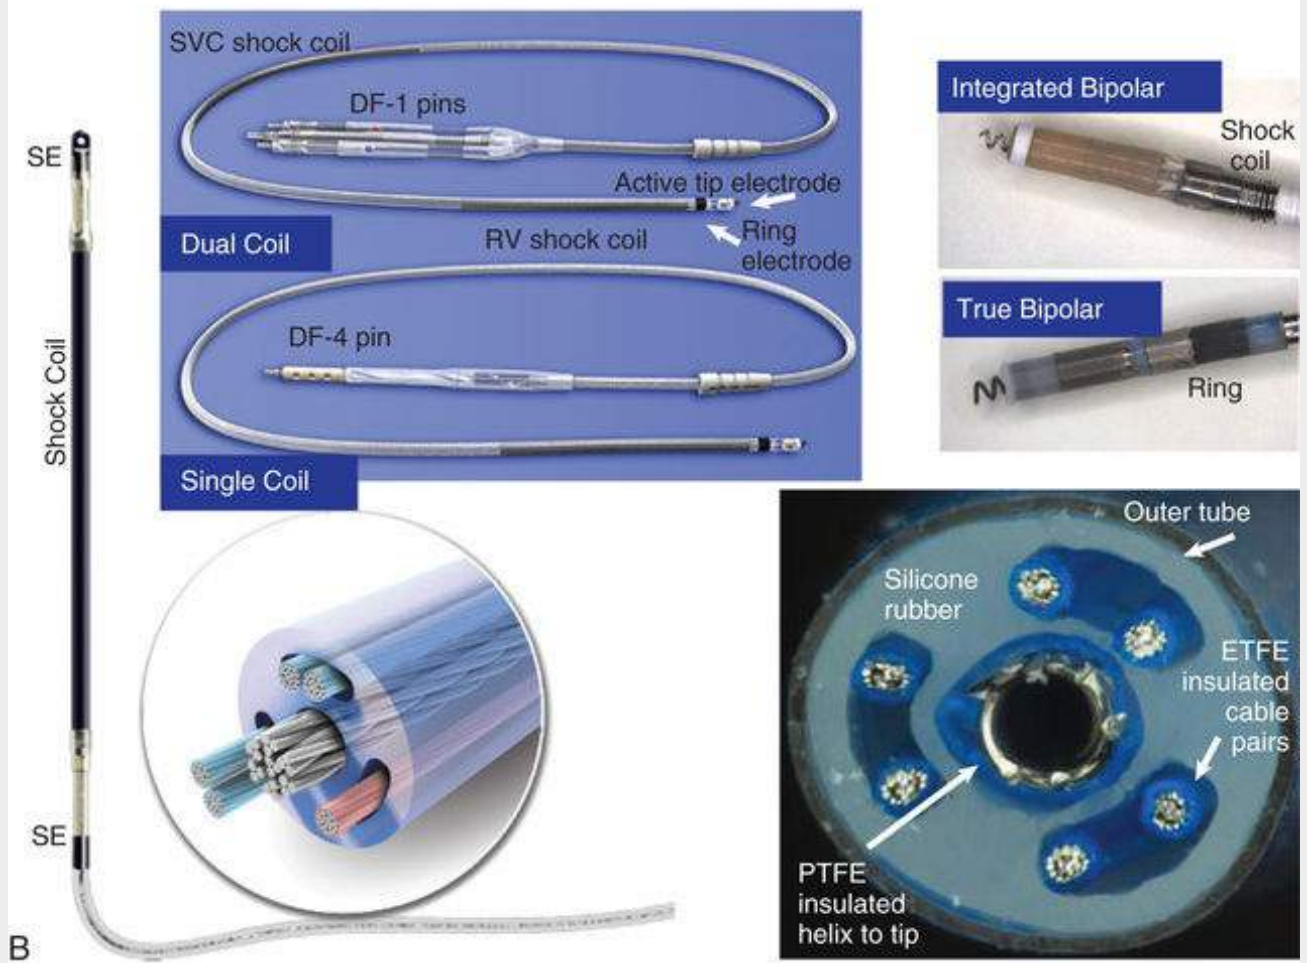 SE
Shock Coil
SE
SVC shock coil
DF-1 pins
Active tip electrode
Dual Coil
RV shock coil
Ring
electrode
DF-4 pin
Single Coil
Integrated Bipolar
Shock
coil
True Bipolar
Ring
Outer tube
Silicone
rubber
ETFE
insulated
cable
pairs
PTFE
insulated
helix to tip
B